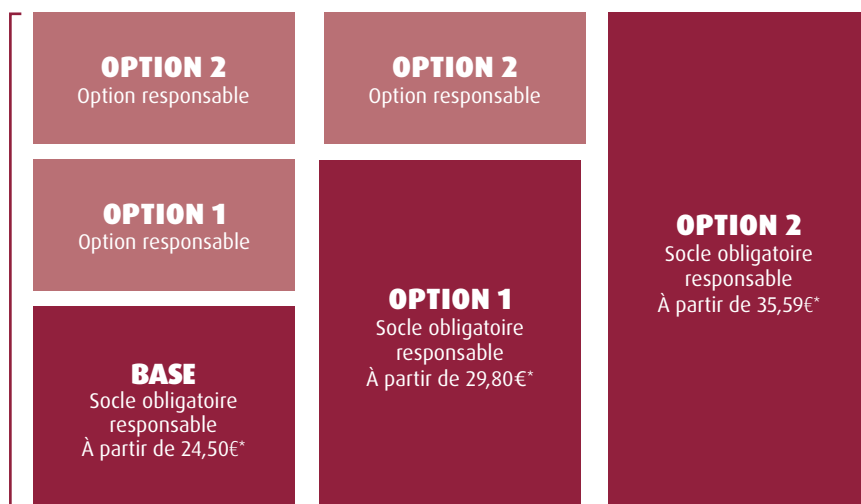 OPTION 2
Option responsable
OPTION 1
Option responsable
BASE
Socle obligatoire
responsable
À partir de 24,50€*
OPTION 2
Option responsable
OPTION 1
Socle obligatoire
responsable
À partir de 29,80€*
OPTION 2
Socle obligatoire
responsable
À partir de 35,59€*